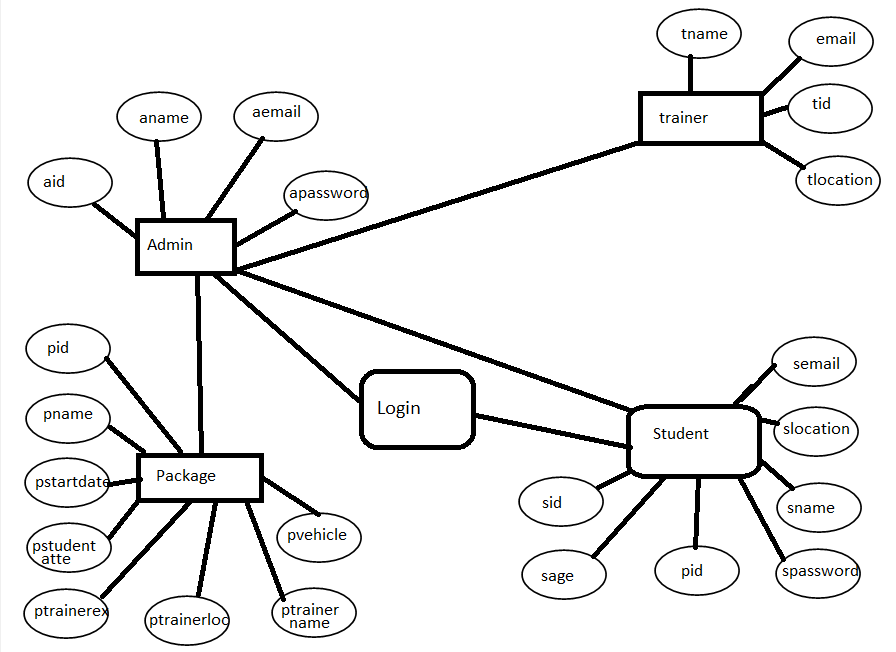 tname
email
aname
aemail
tid
trainer
aid
tlocation
apassword
Admin
pid
semail
pname
Login
Student
slocation
pstartdate
Package
sid
sname
pvehicle
pstudent
atte
sage
pid
spassword
ptrainerex
ptrainerloc
ptrainer
name